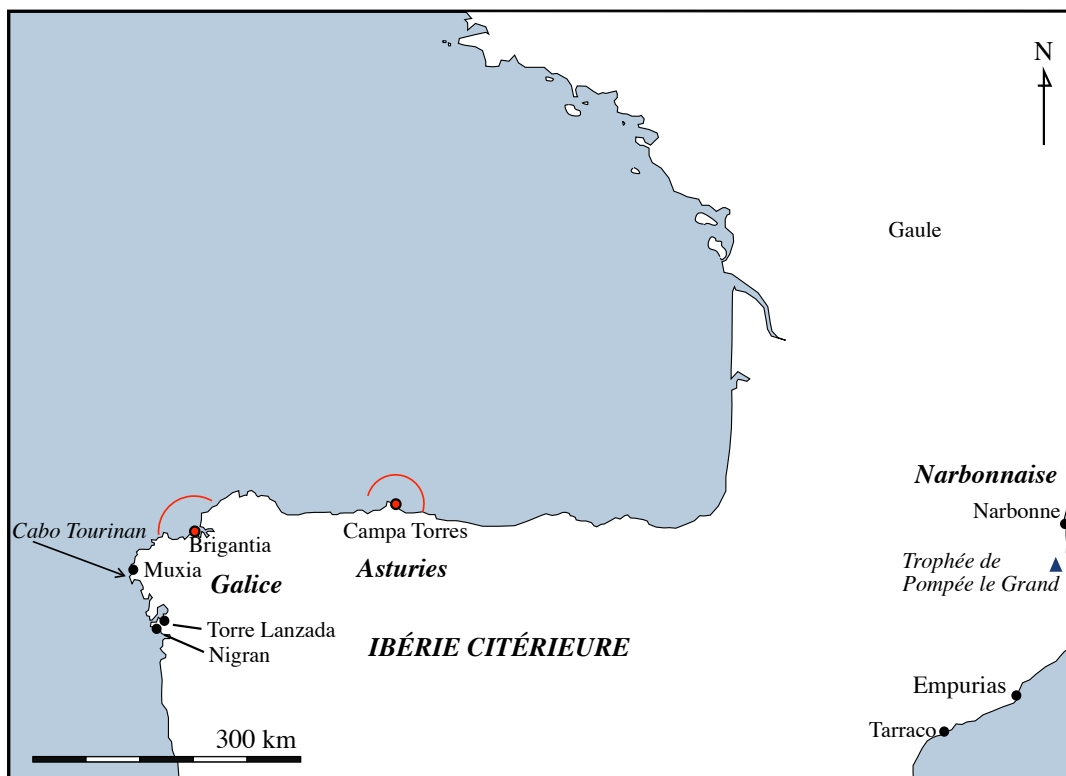 N
Gaule
Narbonnaise
Narbonne
Cabo Tourinan
Brigantia
Campa Torres
Trophée de
Pompée le Grand
Muxia
Galice
Asturies
Torre Lanzada
Nigran
IBÉRIE CITÉRIEURE
Empurias
Tarraco
300 km